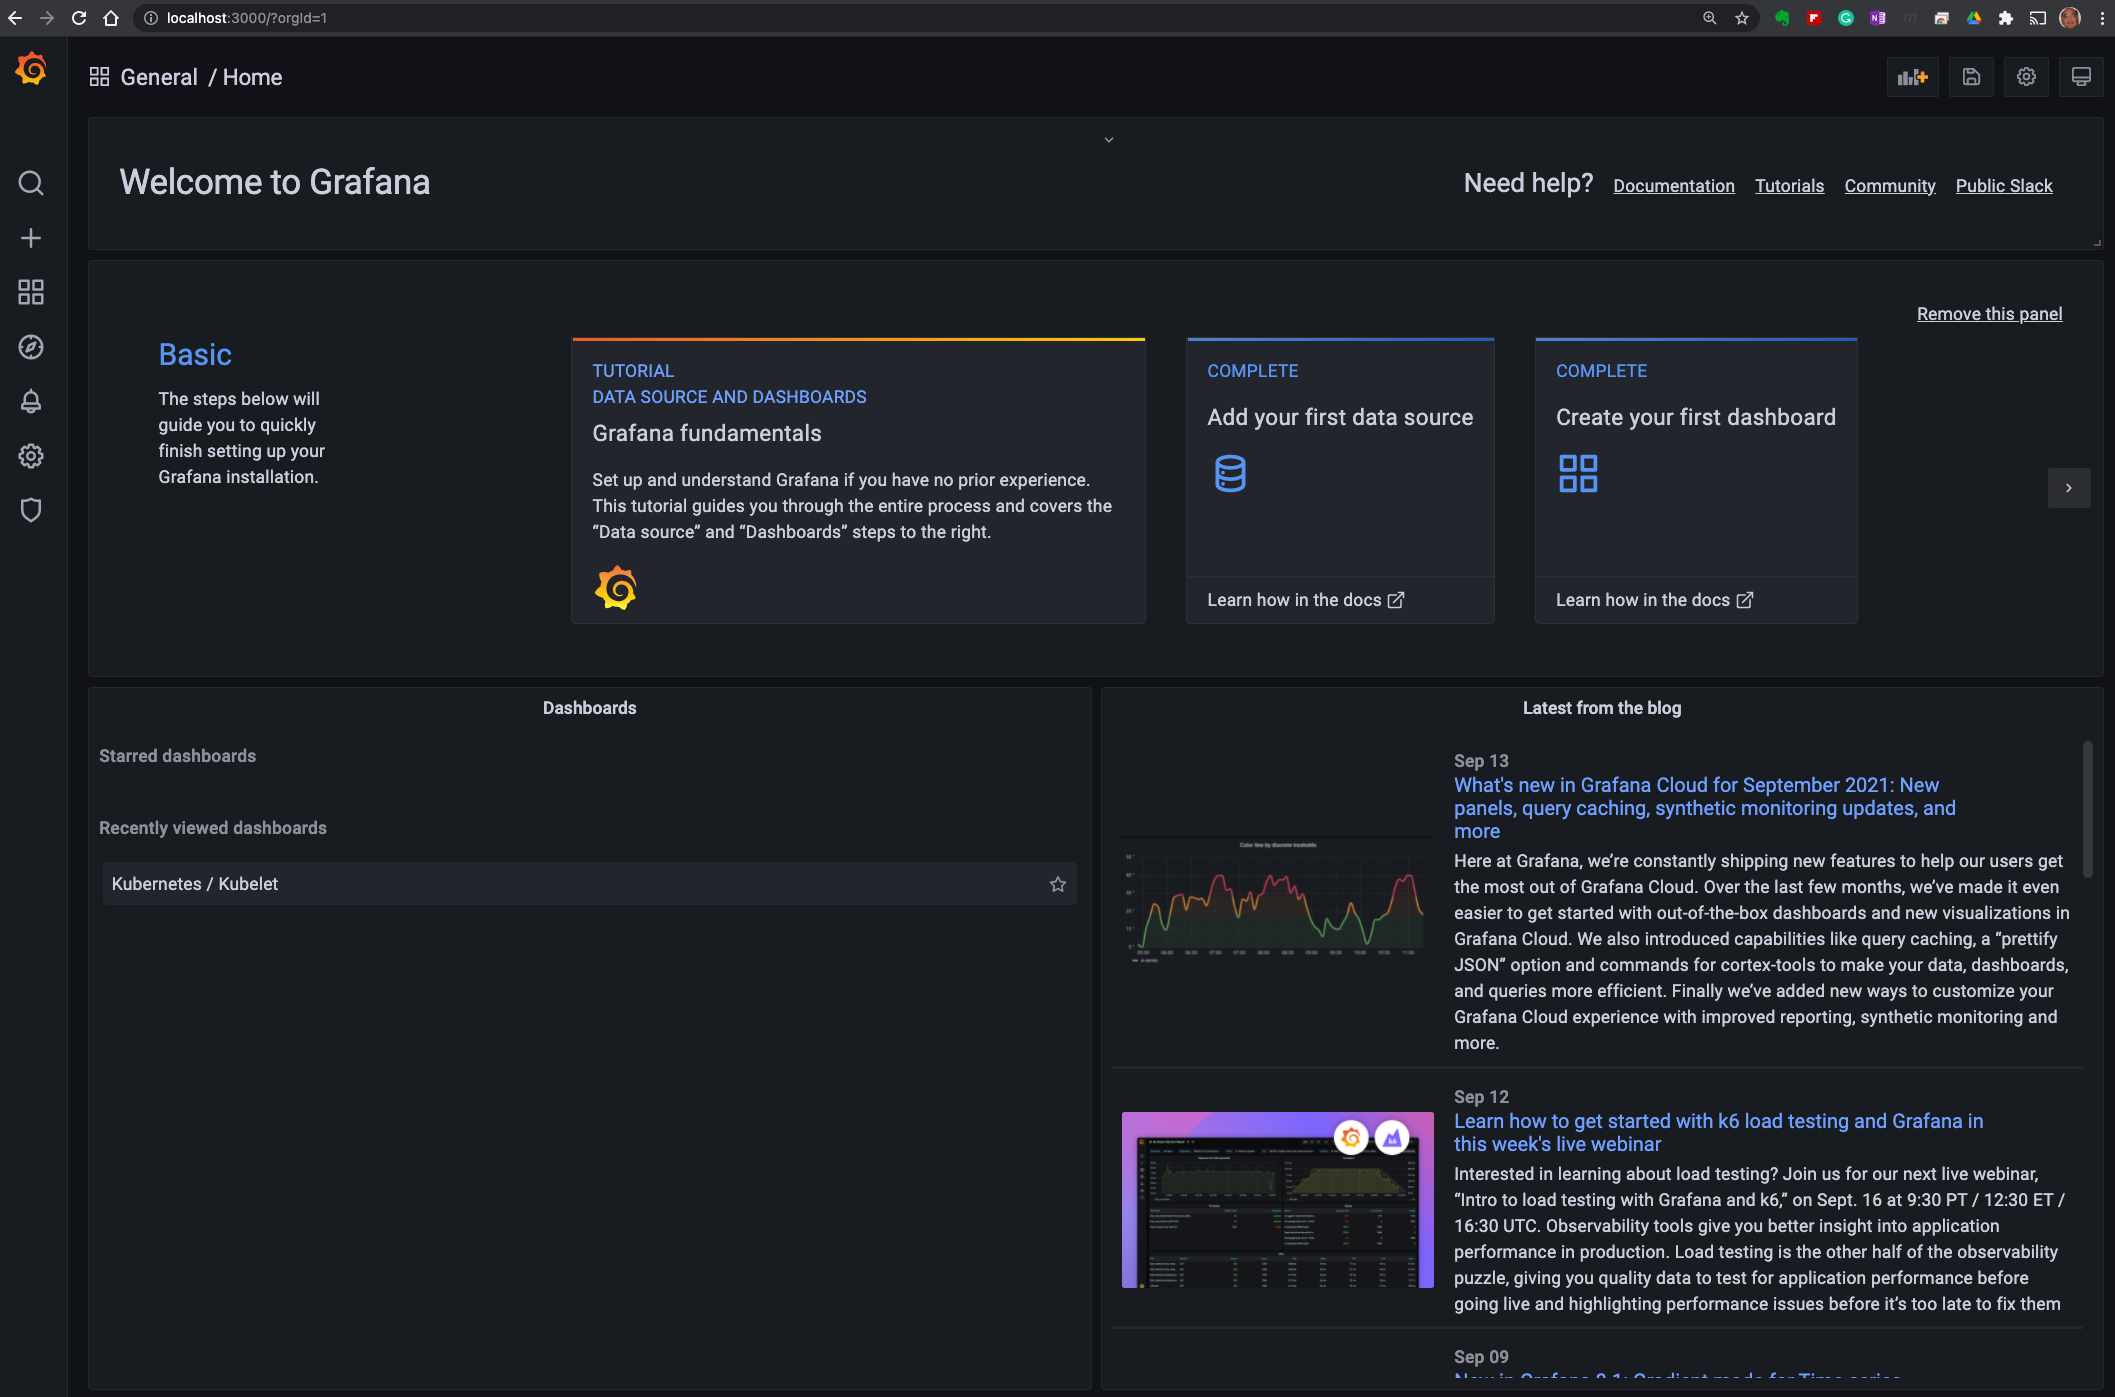 localhost:3000/?orgId=1
General / Home
Welcome to Grafana
Need help? Documentation Tutorials Community Public Slack
Remove this panel
Basic
The steps below will
guide you to quickly
finish setting up your
Grafana installation.
TUTORIAL
DATA SOURCE AND DASHBOARDS
Grafana fundamentals
Set up and understand Grafana if you have no prior experience.
This tutorial guides you through the entire process and covers the
“Data source” and “Dashboards” steps to the right.
COMPLETE
Add your first data source
Learn how in the docs
COMPLETE
Create your first dashboard
Learn how in the docs
Dashboards
Starred dashboards
Recently viewed dashboards
Kubernetes / Kubelet
Latest from the blog
Color line by discrete tresholds
Sep 13
What's new in Grafana Cloud for September 2021: New
panels, query caching, synthetic monitoring updates, and
more
Here at Grafana, we’re constantly shipping new features to help our users get
the most out of Grafana Cloud. Over the last few months, we’ve made it even
easier to get started with out-of-the-box dashboards and new visualizations in
Grafana Cloud. We also introduced capabilities like query caching, a “prettify
JSON” option and commands for cortex-tools to make your data, dashboards,
and queries more efficient. Finally we’ve added new ways to customize your
Grafana Cloud experience with improved reporting, synthetic monitoring and
more.
Sep 12
Learn how to get started with k6 load testing and Grafana in
this week's live webinar
Interested in learning about load testing? Join us for our next live webinar,
“Intro to load testing with Grafana and k6,” on Sept. 16 at 9:30 PT / 12:30 ET /
16:30 UTC. Observability tools give you better insight into application
performance in production. Load testing is the other half of the observability
puzzle, giving you quality data to test for application performance before
going live and highlighting performance issues before it’s too late to fix them
k6
Sep 09
New in Grafana 8.1: Gradient mode for Time series